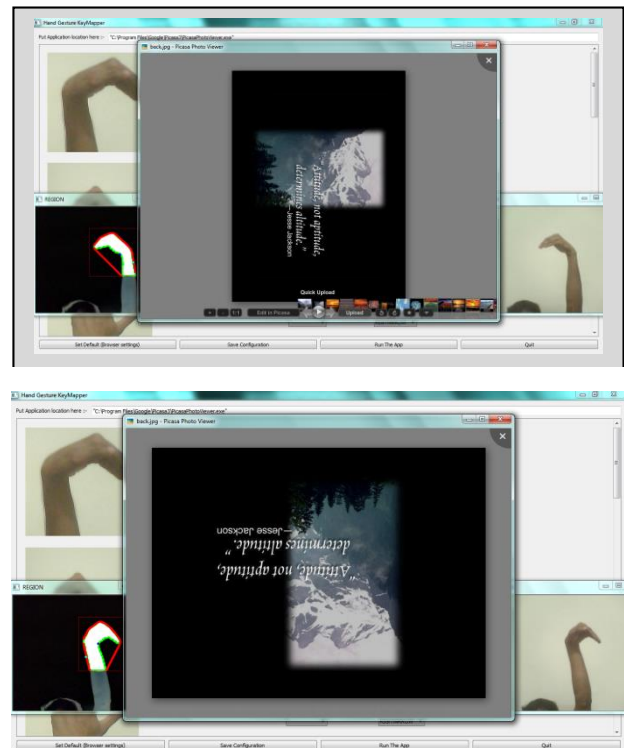 Hand Gesture KeyMapper
Put Application location here :- "C:\Program Files\Google\Picasa3\PicasaPhotoViewer.exe"
back.jpg - Picasa Photo Viewer
REGION
"Attitude, not aptitude,
determines altitude."
—Jesse Jackson
Quick Upload
1:1
Edit in Picasa
Upload
Set Default (Browser settings)
Save Configuration
Run The App
Quit
Hand Gesture KeyMapper
Put Application location here :- "C:\Program Files\Google\Picasa3\PicasaPhotoViewer.exe"
back.jpg - Picasa Photo Viewer
REGION
"Attitude, not aptitude,
determines altitude."
—Jesse Jackson
Set Default (Browser settings)
Save Configuration
Run The App
Quit